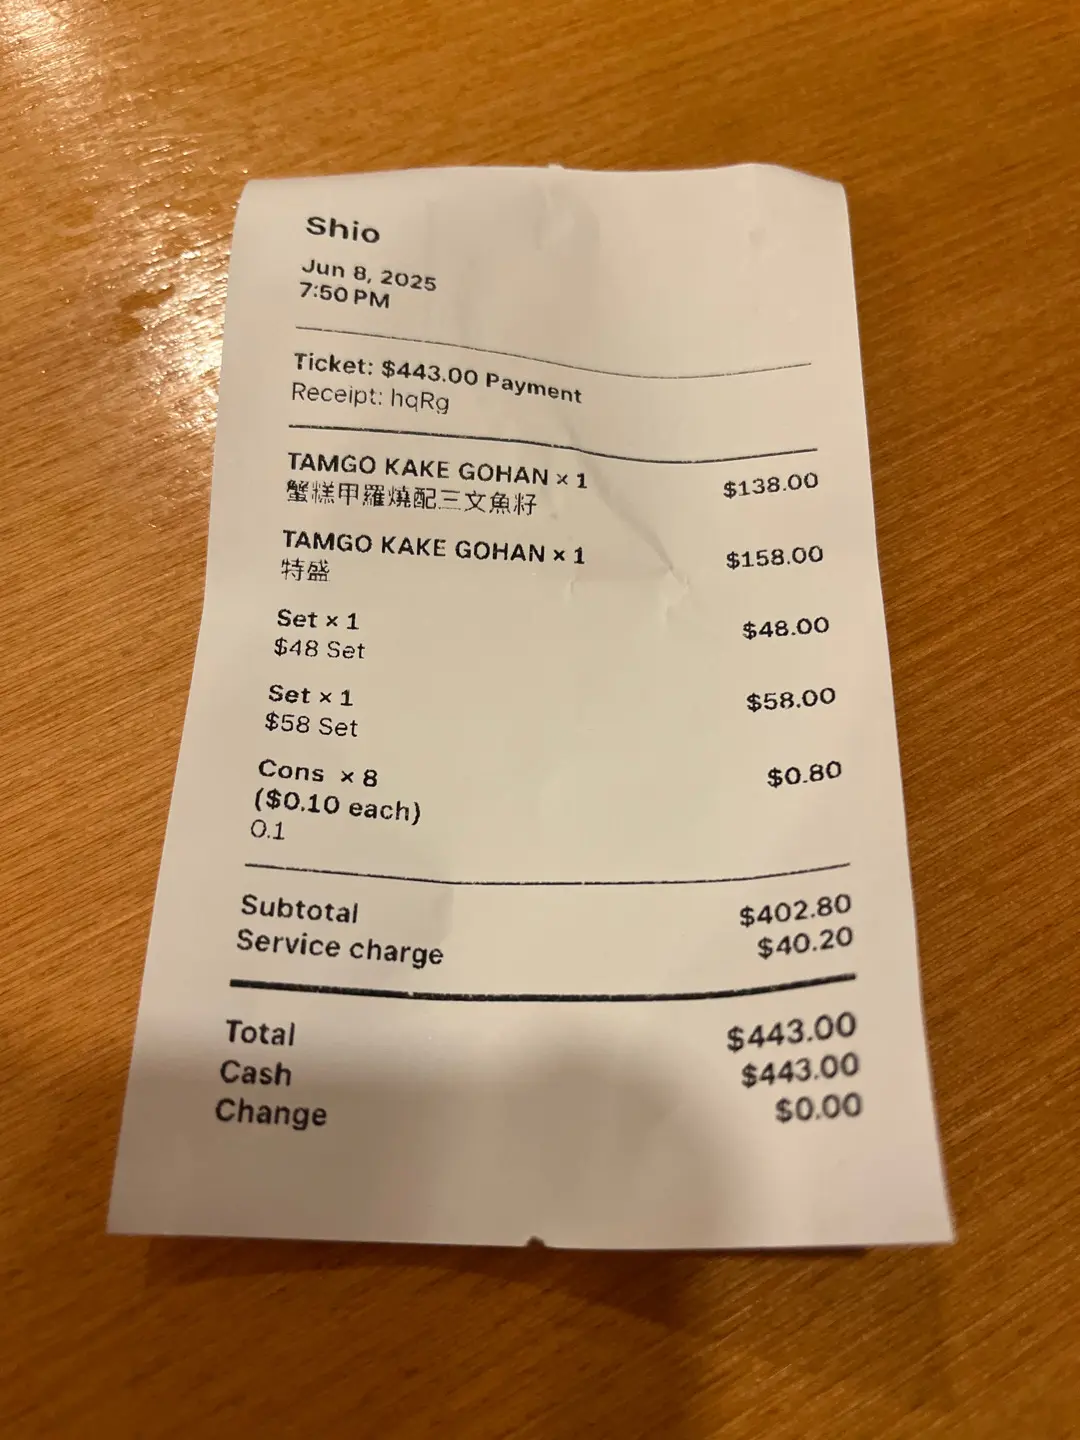 Shio
Jun 8, 2025
7:50 PM
Ticket: $443.00 Payment
Receipt: hqRg
TAMGO KAKE GOHAN × 1 $138.00
蟹糕甲羅燒配三文魚籽
TAMGO KAKE GOHAN × 1 $158.00
特盛
Set × 1 $48.00
$48 Set
Set × 1 $58.00
$58 Set
Cons × 8 $0.80
($0.10 each)
0.1
Subtotal $402.80
Service charge $40.20
Total $443.00
Cash $443.00
Change $0.00